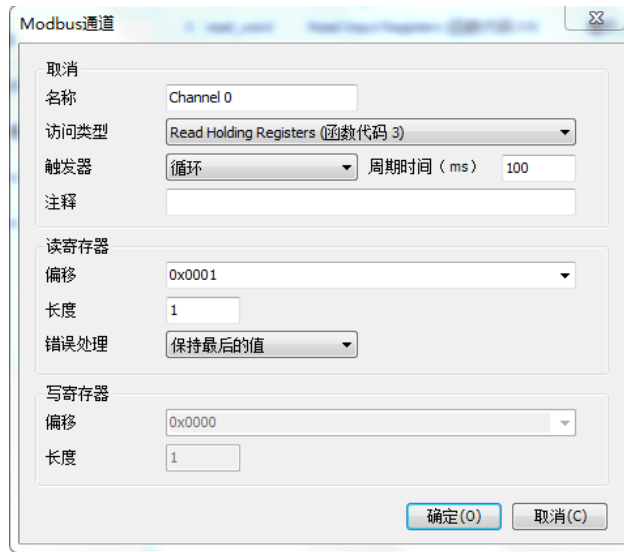 Modbus通道
取消
名称 Channel 0
访问类型 Read Holding Registers (函数代码 3)
触发器 循环 周期时间（ms） 100
注释
读寄存器
偏移 0x0001
长度 1
错误处理 保持最后的值
写寄存器
偏移 0x0000
长度 1
确定(O) 取消(C)